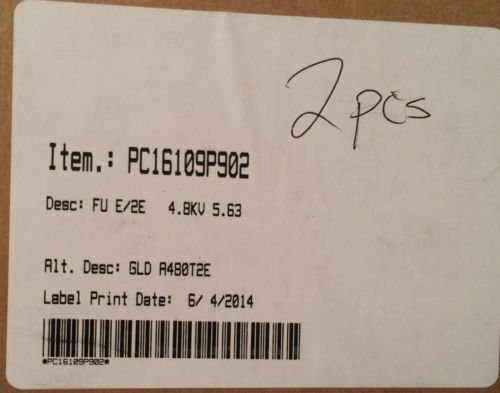 2 pcs
Item.: PC16109P902
Desc: FU E/2E 4.8KV 5.63
Alt. Desc: GLD A480T2E
Label Print Date: 6/ 4/2014
*PC16109P902*